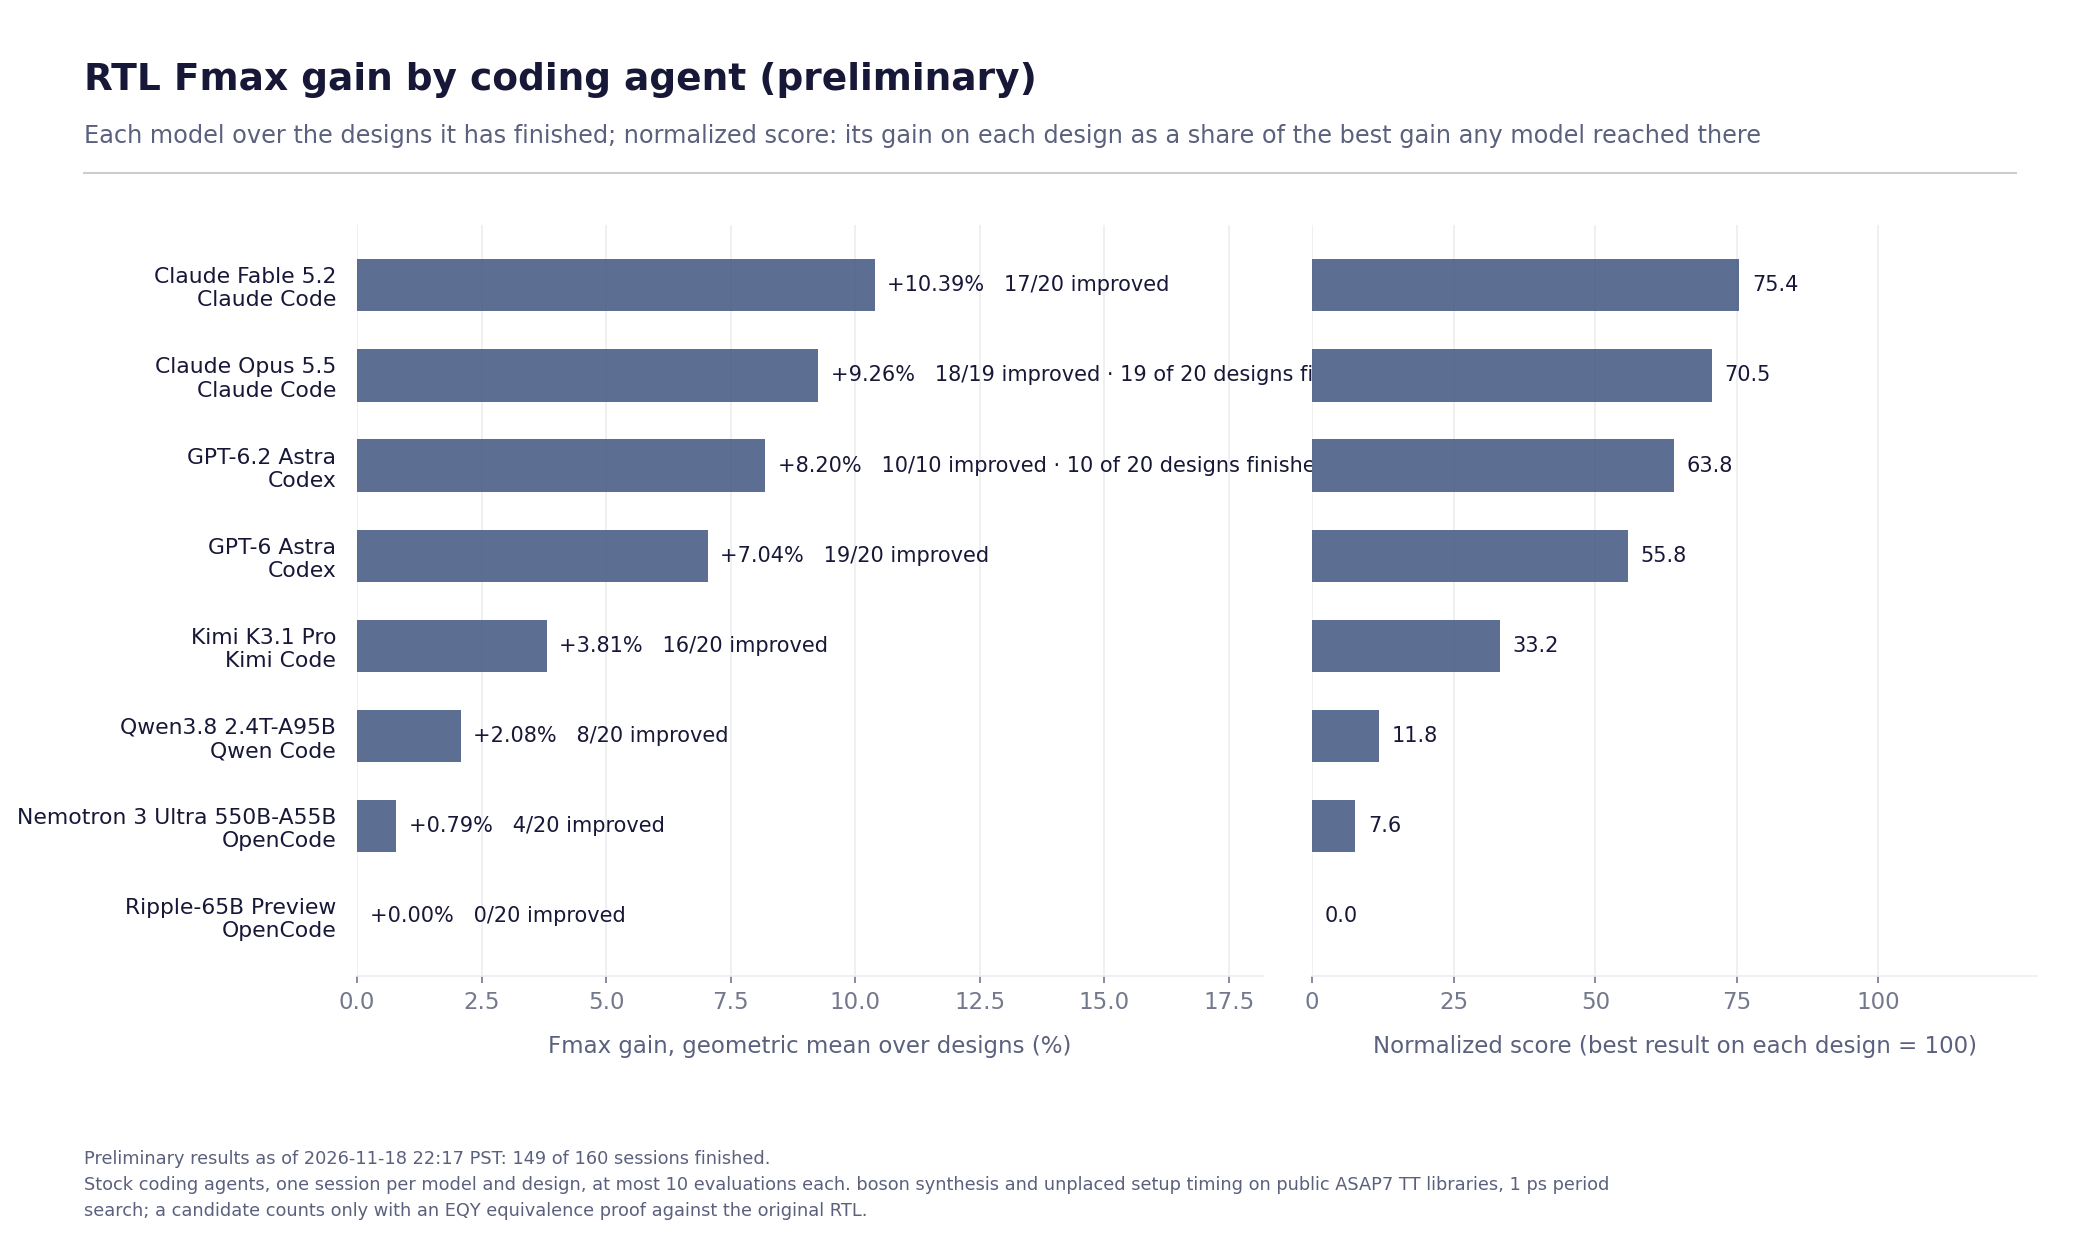 RTL Fmax gain by coding agent (preliminary)
Each model over the designs it has finished; normalized score: its gain on each design as a share of the best gain any model reached there
Claude Fable 5.2
Claude Code
+10.39% 17/20 improved
75.4
Claude Opus 5.5
Claude Code
+9.26% 18/19 improved · 19 of 20 designs fi
70.5
GPT-6.2 Astra
Codex
+8.20% 10/10 improved · 10 of 20 designs finishe
63.8
GPT-6 Astra
Codex
+7.04% 19/20 improved
55.8
Kimi K3.1 Pro
Kimi Code
+3.81% 16/20 improved
33.2
Qwen3.8 2.4T-A95B
Qwen Code
+2.08% 8/20 improved
11.8
Nemotron 3 Ultra 550B-A55B
OpenCode
+0.79% 4/20 improved
7.6
Ripple-65B Preview
OpenCode
+0.00% 0/20 improved
0.0
0.0 2.5 5.0 7.5 10.0 12.5 15.0 17.5
0 25 50 75 100
Fmax gain, geometric mean over designs (%)
Normalized score (best result on each design = 100)
Preliminary results as of 2026-11-18 22:17 PST: 149 of 160 sessions finished.
Stock coding agents, one session per model and design, at most 10 evaluations each. boson synthesis and unplaced setup timing on public ASAP7 TT libraries, 1 ps period
search; a candidate counts only with an EQY equivalence proof against the original RTL.